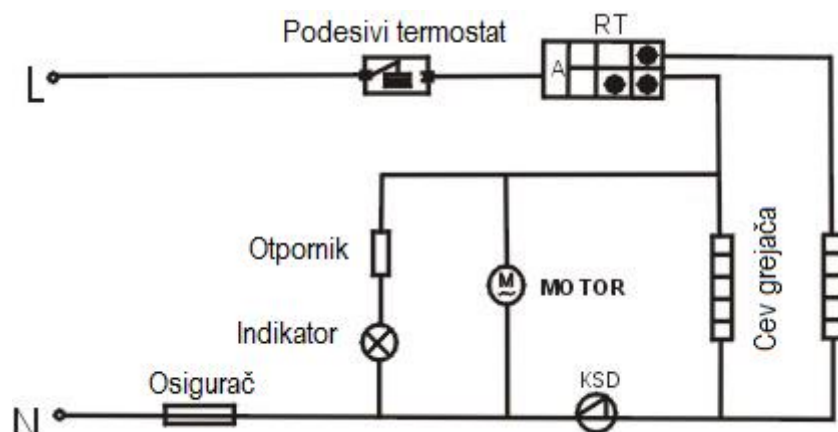 Podesivi termostat
RT
L
A
Otpornik
M
MOTOR
Cev grejača
Indikator
Osigurač
KSD
N